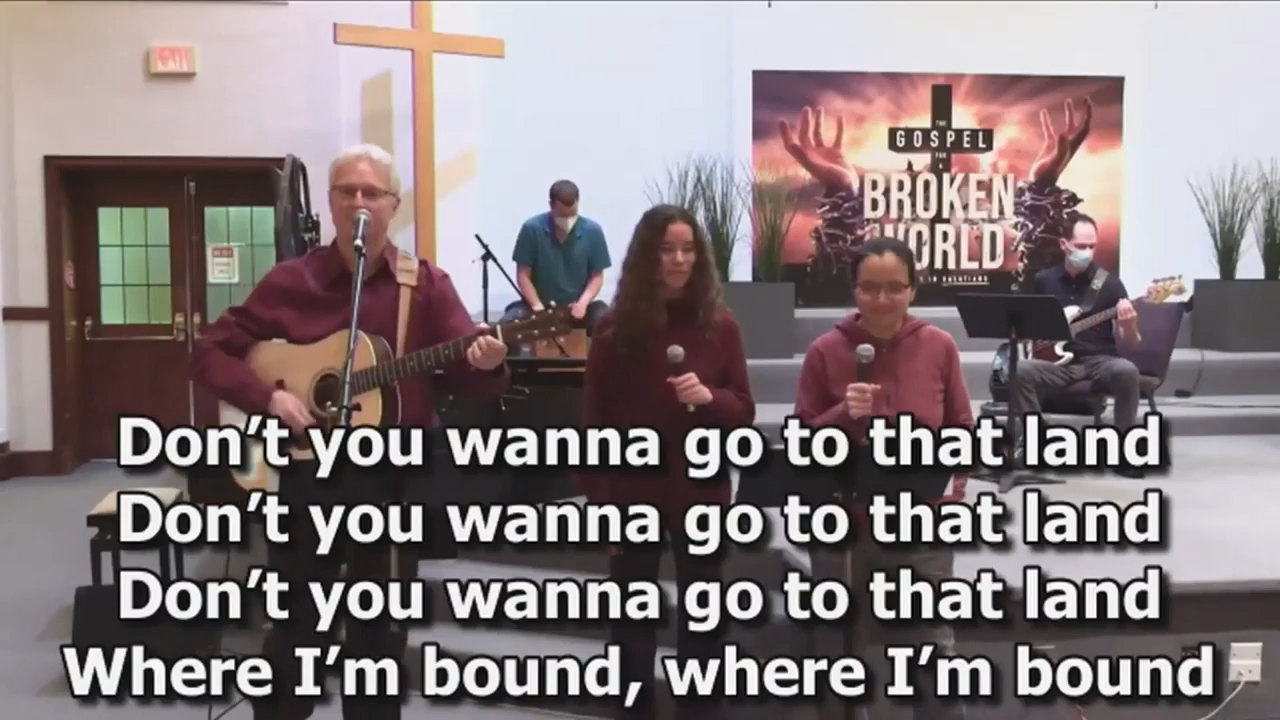 EXIT
THE
GOSPEL
FOR
A
BROKEN
WORLD
Don't you wanna go to that land
Don't you wanna go to that land
Don't you wanna go to that land
Where I'm bound, where I'm bound